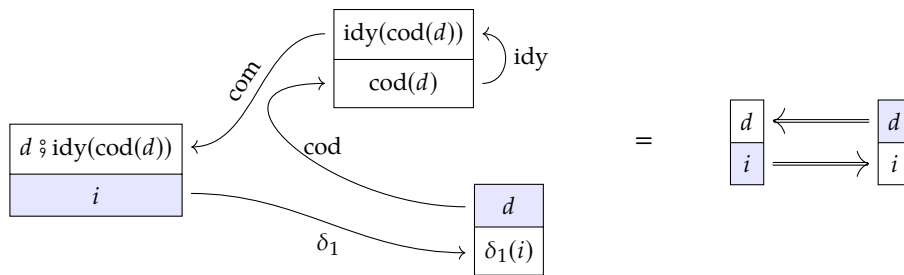 idy(cod(d))
idy
com
cod(d)
d ⨟ idy(cod(d))
cod
=
d
d
i
i
i
d
δ₁
δ₁(i)